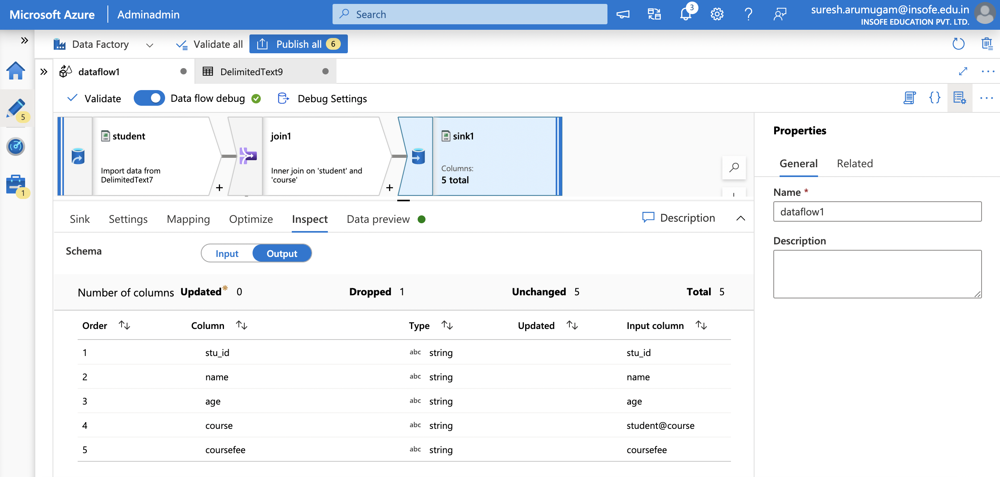 Microsoft Azure
Adminadmin
Search
3
suresh.arumugam@insofe.edu.in
INSOFE EDUCATION PVT. LTD.
Data Factory
Validate all
Publish all 6
dataflow1
DelimitedText9
5
1
Validate
Data flow debug
Debug Settings
{}
student
Import data from
DelimitedText7
+
join1
Inner join on 'student' and
'course'
+
sink1
Columns:
5 total
Sink
Settings
Mapping
Optimize
Inspect
Data preview
Description
Schema
Input
Output
Number of columns Updated* 0 Dropped 1 Unchanged 5 Total 5
Order Column Type Updated Input column
1 stu_id abc string stu_id
2 name abc string name
3 age abc string age
4 course abc string student@course
5 coursefee abc string coursefee
Properties
General
Related
Name *
dataflow1
Description